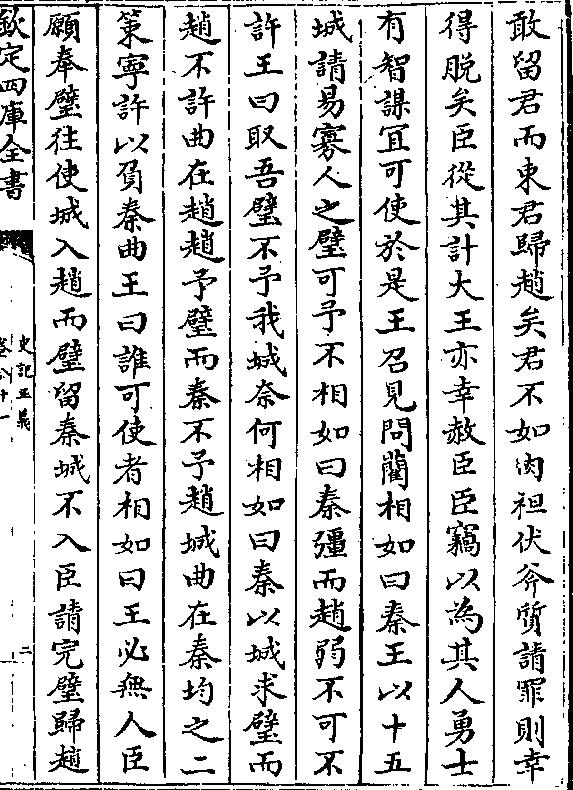 敢留君而束君歸趙矣君不如肉袒伏斧質請罪則幸
得脫矣臣從其計大王亦幸赦臣臣竊以為其人勇士
有智謀宜可使於是王召見問藺相如曰秦王以十五
城請易寡人之璧可予不相如曰秦彊而趙弱不可不
許王曰取吾璧不予我城奈何相如曰秦以城求璧而
趙不許曲在趙趙予璧而秦不予趙城曲在秦均之二
策寧許以負秦曲王曰誰可使者相如曰王必無人臣
願奉璧往使城入趙而璧留秦城不入臣請完璧歸趙
欽定四庫全書
史記正義
二